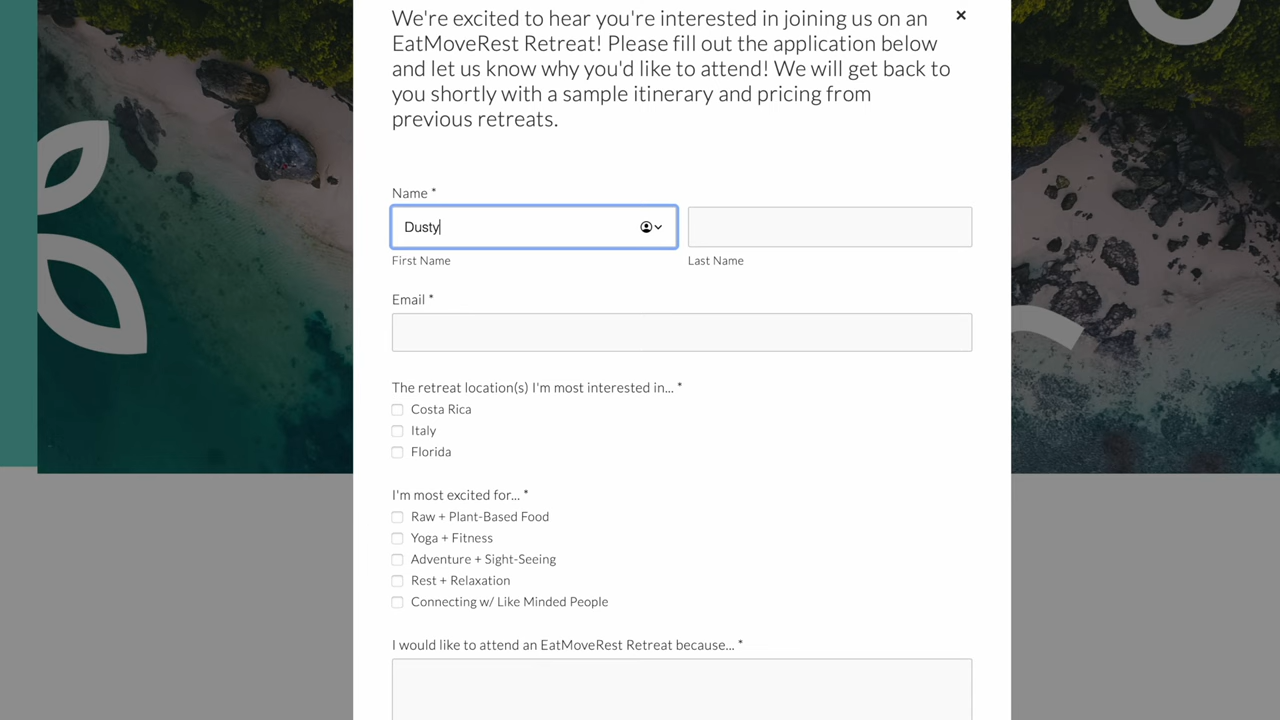 We're excited to hear you're interested in joining us on an
EatMoveRest Retreat! Please fill out the application below
and let us know why you'd like to attend! We will get back to
you shortly with a sample itinerary and pricing from
previous retreats.
Name *
Dusty
First Name
Last Name
Email *
The retreat location(s) I'm most interested in... *
Costa Rica
Italy
Florida
I'm most excited for... *
Raw + Plant-Based Food
Yoga + Fitness
Adventure + Sight-Seeing
Rest + Relaxation
Connecting w/ Like Minded People
I would like to attend an EatMoveRest Retreat because... *